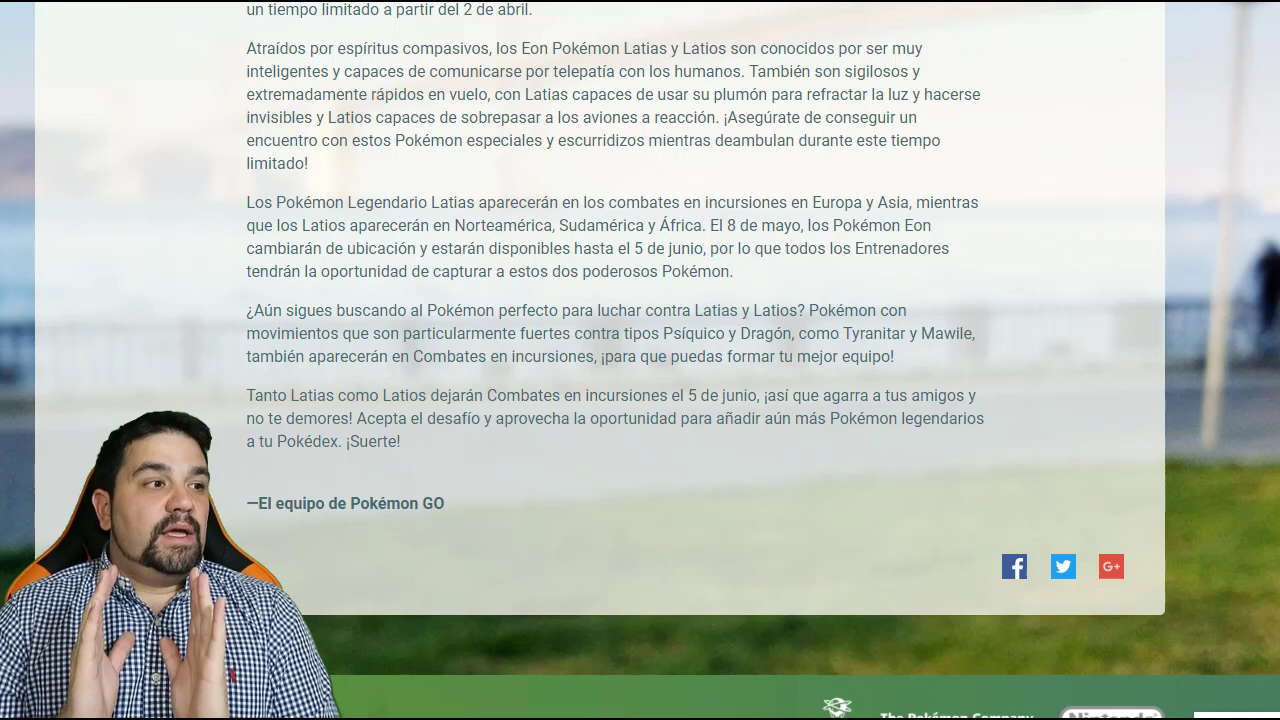 un tiempo limitado a partir del 2 de abril.
Atraídos por espíritus compasivos, los Eon Pokémon Latias y Latios son conocidos por ser muy
inteligentes y capaces de comunicarse por telepatía con los humanos. También son sigilosos y
extremadamente rápidos en vuelo, con Latias capaces de usar su plumón para refractar la luz y hacerse
invisibles y Latios capaces de sobrepasar a los aviones a reacción. ¡Asegúrate de conseguir un
encuentro con estos Pokémon especiales y escurridizos mientras deambulan durante este tiempo
limitado!
Los Pokémon Legendario Latias aparecerán en los combates en incursiones en Europa y Asia, mientras
que los Latios aparecerán en Norteamérica, Sudamérica y África. El 8 de mayo, los Pokémon Eon
cambiarán de ubicación y estarán disponibles hasta el 5 de junio, por lo que todos los Entrenadores
tendrán la oportunidad de capturar a estos dos poderosos Pokémon.
¿Aún sigues buscando al Pokémon perfecto para luchar contra Latias y Latios? Pokémon con
movimientos que son particularmente fuertes contra tipos Psíquico y Dragón, como Tyranitar y Mawile,
también aparecerán en Combates en incursiones, ¡para que puedas formar tu mejor equipo!
Tanto Latias como Latios dejarán Combates en incursiones el 5 de junio, ¡así que agarra a tus amigos y
no te demores! Acepta el desafío y aprovecha la oportunidad para añadir aún más Pokémon legendarios
a tu Pokédex. ¡Suerte!
—El equipo de Pokémon GO
G+
The Pokémon Company
Nintendo